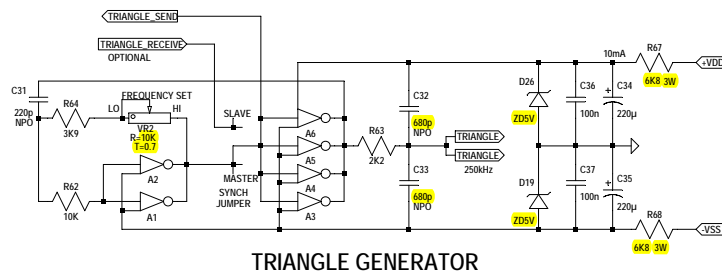 TRIANGLE_SEND
TRIANGLE_RECEIVE
OPTIONAL
10mA
R67
+VDD
6K8 3W
C31
220p
NPO
FREQUENCY SET
LO
HI
R64
3K9
VR2
R=10K
T=0.7
SLAVE
C32
680p
NPO
D26
ZD5V
C36
100n
+
C34
220µ
A6
R63
2K2
TRIANGLE
TRIANGLE
250kHz
A5
A2
MASTER
SYNCH
JUMPER
A4
C33
680p
NPO
D19
ZD5V
C37
100n
+
C35
220µ
R62
10K
A1
A3
R68
-VSS
6K8 3W
TRIANGLE GENERATOR